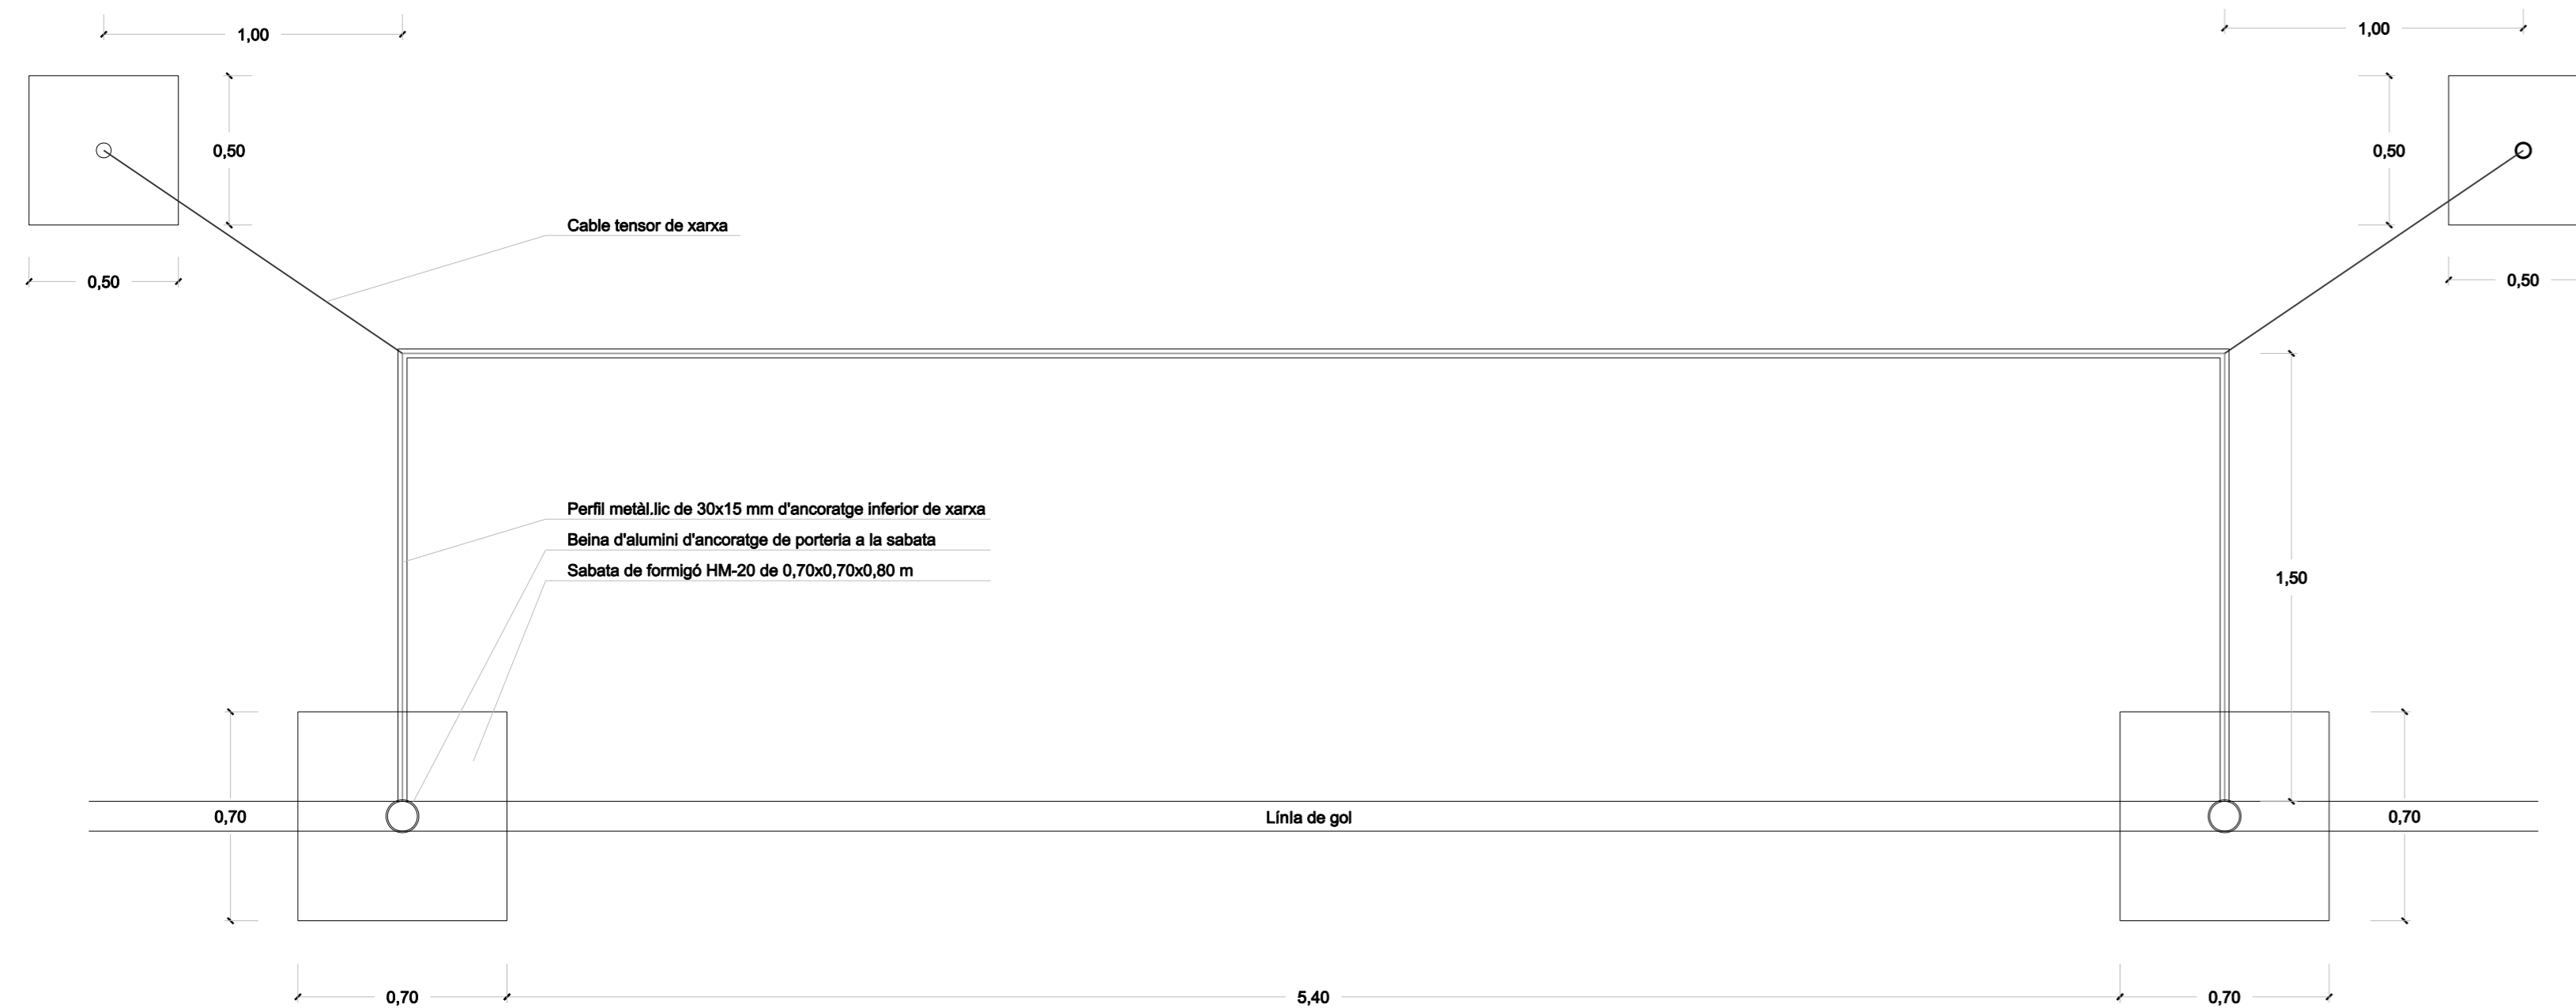 1,00
1,00
0,50
0,50
Cable tensor de xarxa
0,50
0,50
Perfil metàl.lic de 30x15 mm d'ancoratge inferior de xarxa
Beina d'alumini d'ancoratge de porteria a la sabata
Sabata de formigó HM-20 de 0,70x0,70x0,80 m
1,50
0,70
Línia de gol
0,70
0,70
5,40
0,70